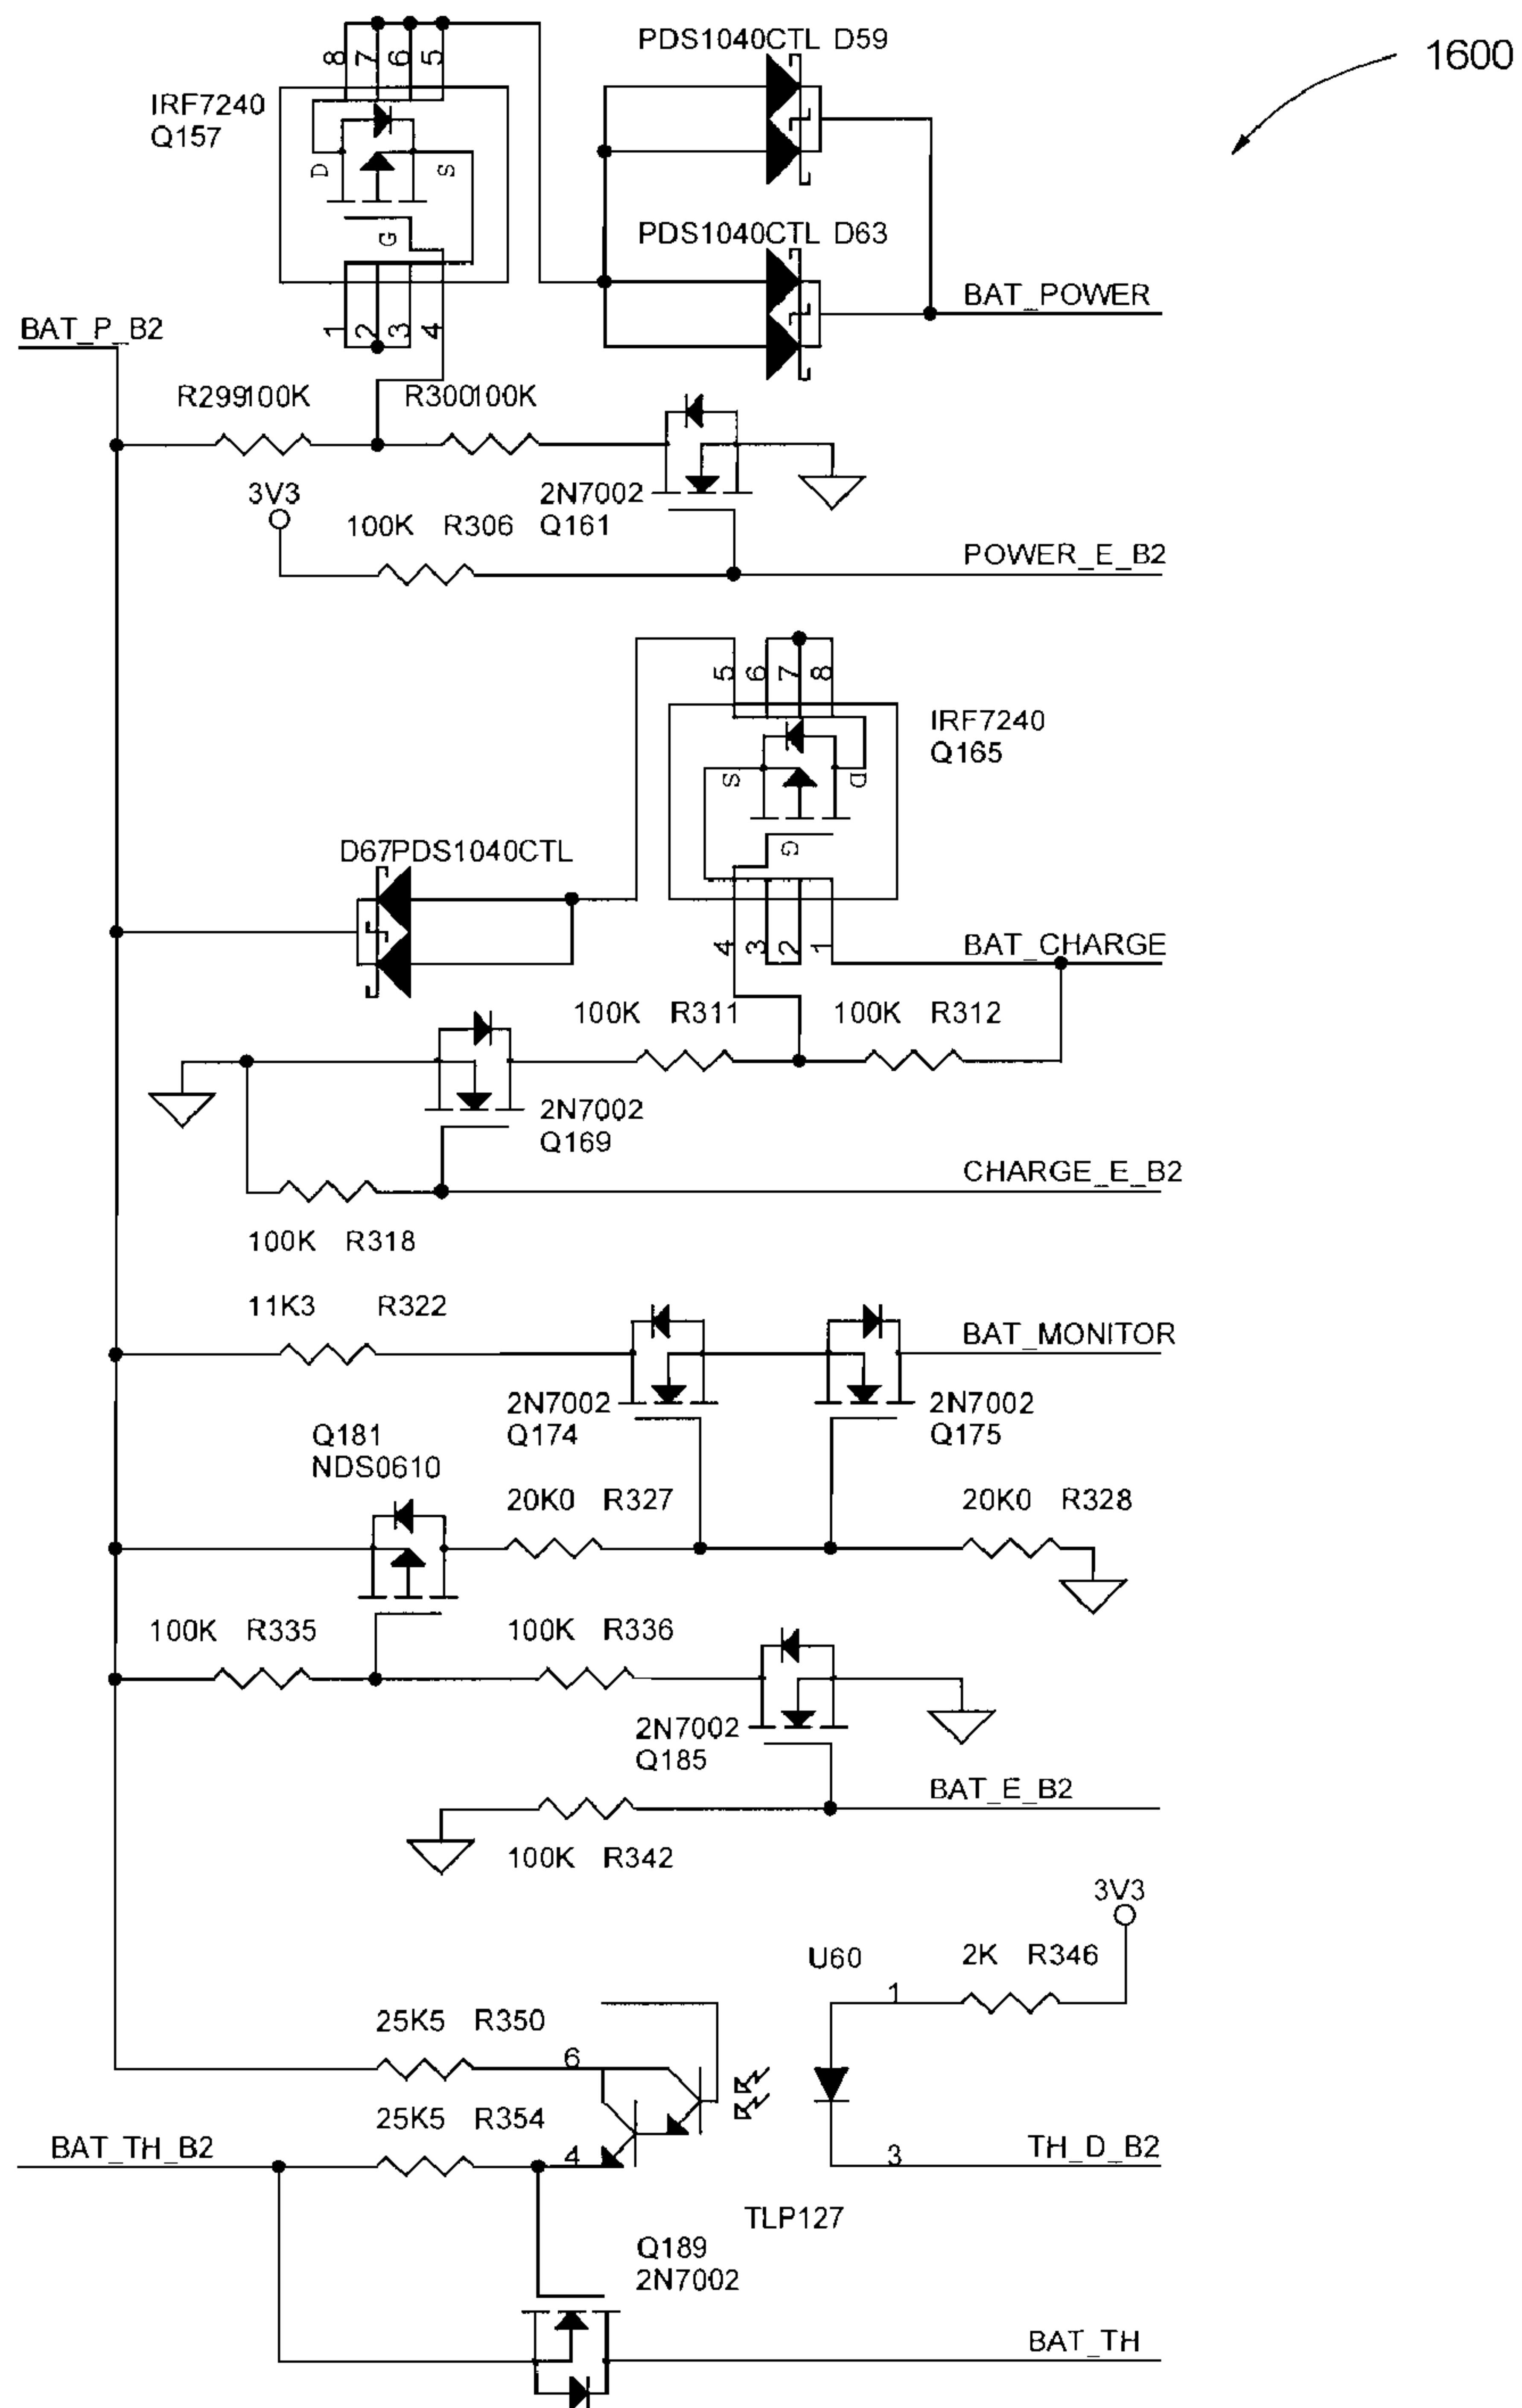 1600
PDS1040CTL D59
8 7 6 5
IRF7240
Q157
D S
G
PDS1040CTL D63
BAT_POWER
BAT_P_B2
1 2 3 4
R299100K R300100K
3V3
2N7002
100K R306 Q161
POWER_E_B2
5 6 7 8
IRF7240
Q165
S D
G
D67PDS1040CTL
4 3 2 1
BAT_CHARGE
100K R311 100K R312
2N7002
Q169
CHARGE_E_B2
100K R318
11K3 R322
BAT_MONITOR
2N7002
Q174
2N7002
Q175
Q181
NDS0610
20K0 R327 20K0 R328
100K R335 100K R336
2N7002
Q185
BAT_E_B2
100K R342
3V3
U60 2K R346
1
25K5 R350
6
25K5 R354
BAT_TH_B2
4
3
TH_D_B2
TLP127
Q189
2N7002
BAT_TH